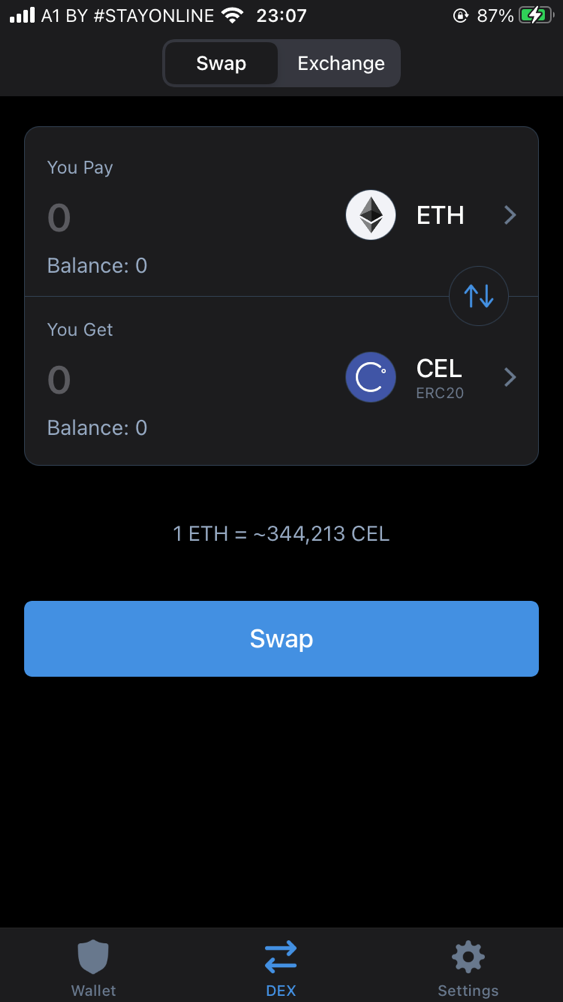 A1 BY #STAYONLINE 23:07 87%
Swap Exchange
You Pay
0 ETH
Balance: 0
You Get
0 CEL
ERC20
Balance: 0
1 ETH = ~344,213 CEL
Swap
Wallet DEX Settings